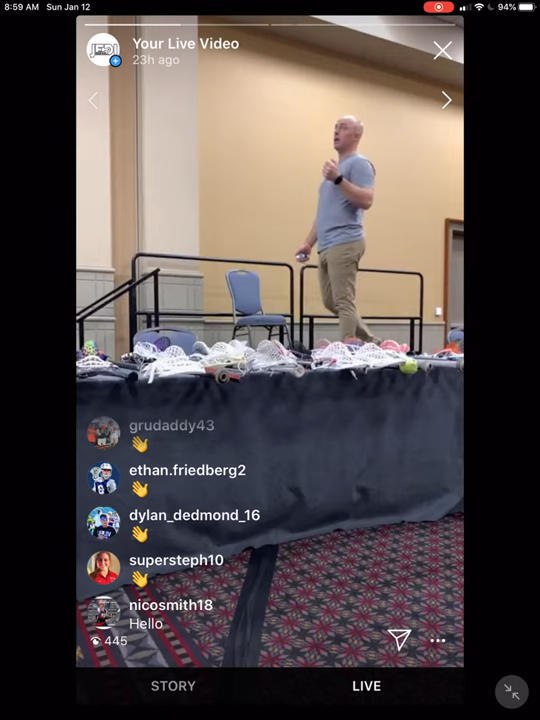 8:59 AM Sun Jan 12
94%
JEDI
Your Live Video
23h ago
grudaddy43
👋
ethan.friedberg2
👋
dylan_dedmond_16
👋
supersteph10
👋
nicosmith18
Hello
445
STORY LIVE